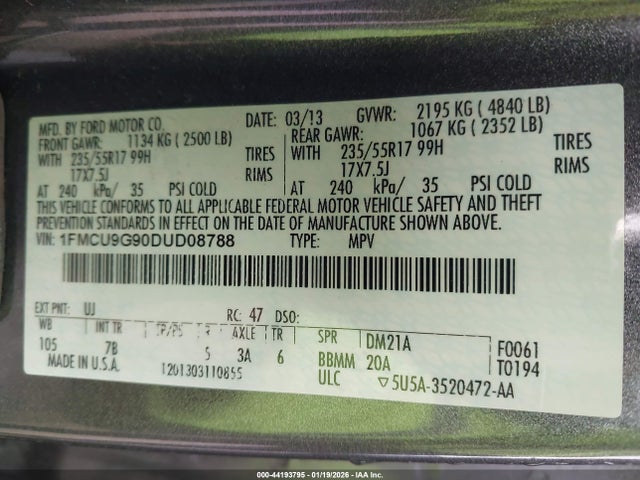 MFD. BY FORD MOTOR CO. DATE: 03/13 GVWR: 2195 KG ( 4840 LB)
FRONT GAWR: 1134 KG ( 2500 LB) REAR GAWR: 1067 KG ( 2352 LB)
WITH 235/55R17 99H TIRES WITH 235/55R17 99H TIRES
17X7.5J RIMS 17X7.5J RIMS
AT 240 kPa/ 35 PSI COLD AT 240 kPa/ 35 PSI COLD
THIS VEHICLE CONFORMS TO ALL APPLICABLE FEDERAL MOTOR VEHICLE SAFETY AND THEFT
PREVENTION STANDARDS IN EFFECT ON THE DATE OF MANUFACTURE SHOWN ABOVE.
VIN: 1FMCU9G90DUD08788 TYPE: MPV
EXT PNT: UJ RC: 47 DSO:
WB INT TR TP/PS R AXLE TR SPR DM21A F0061
105 7B 5 3A 6 BBMM 20A T0194
MADE IN U.S.A. 1201303110855 ULC 5U5A-3520472-AA
000-44193795 - 01/19/2026 - IAA Inc.